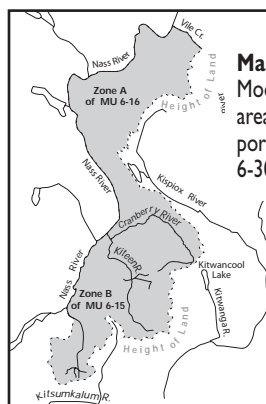 Vile Cr.
Nass River
Zone A
of MU 6-16
Height of Land
Ma
Moo
area
por
6-30
Nass River
Kispiox River
Cranberry River
Kiteen R.
Kitwancool
Lake
Nass River
Zone B
of MU 6-15
Kitwanga R.
Height of Land
Kitsumkalum R.